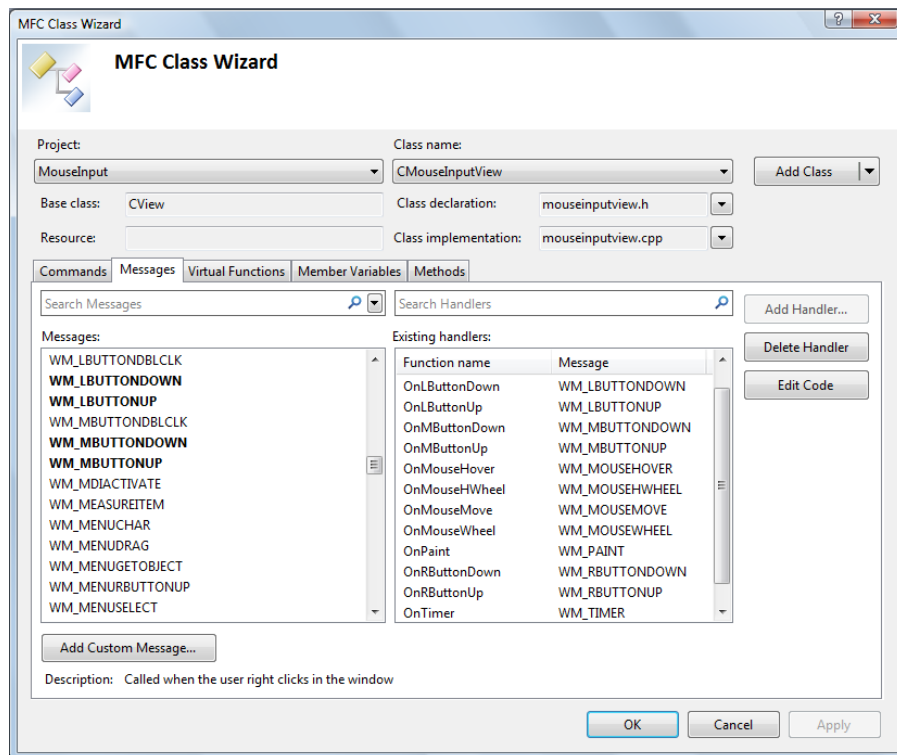 MFC Class Wizard
MFC Class Wizard
Project: Class name:
MouseInput CMouseInputView Add Class
Base class: CView Class declaration: mouseinputview.h
Resource: Class implementation: mouseinputview.cpp
Commands Messages Virtual Functions Member Variables Methods
Search Messages Search Handlers Add Handler...
Messages: Existing handlers: Delete Handler
WM_LBUTTONDBLCLK Function name Message
WM_LBUTTONDOWN OnLButtonDown WM_LBUTTONDOWN Edit Code
WM_LBUTTONUP OnLButtonUp WM_LBUTTONUP
WM_MBUTTONDBLCLK OnMButtonDown WM_MBUTTONDOWN
WM_MBUTTONDOWN OnMButtonUp WM_MBUTTONUP
WM_MBUTTONUP OnMouseHover WM_MOUSEHOVER
WM_MDIACTIVATE OnMouseHWheel WM_MOUSEHWHEEL
WM_MEASUREITEM OnMouseMove WM_MOUSEMOVE
WM_MENUCHAR OnMouseWheel WM_MOUSEWHEEL
WM_MENUDRAG OnPaint WM_PAINT
WM_MENUGETOBJECT OnRButtonDown WM_RBUTTONDOWN
WM_MENURBUTTONUP OnRButtonUp WM_RBUTTONUP
WM_MENUSELECT OnTimer WM_TIMER
Add Custom Message...
Description: Called when the user right clicks in the window
OK Cancel Apply